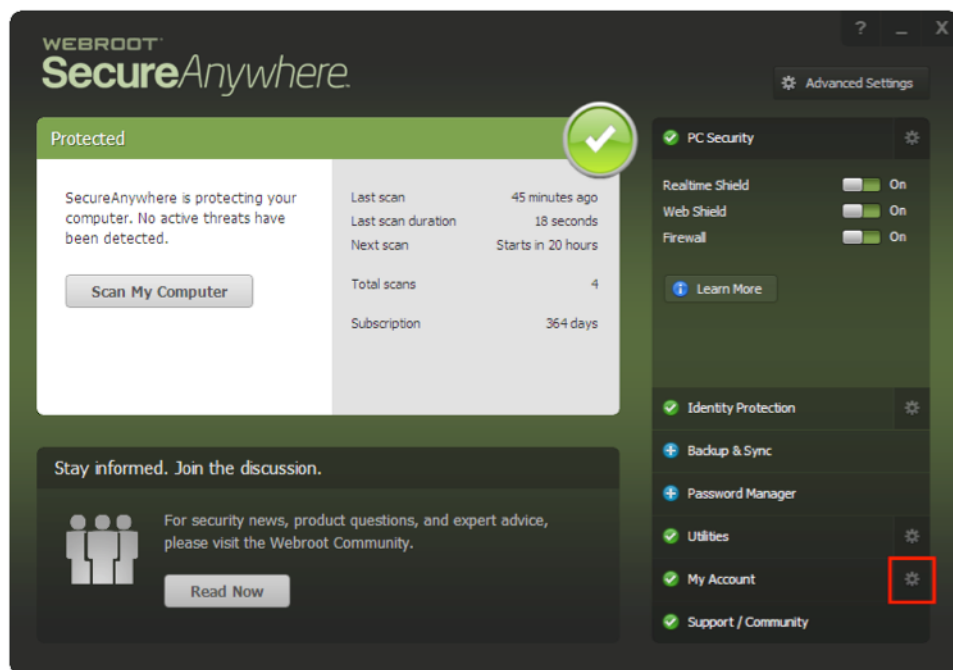 ? _ X
WEBROOT
SecureAnywhere
Advanced Settings
Protected
SecureAnywhere is protecting your
computer. No active threats have
been detected.
Scan My Computer
Last scan 45 minutes ago
Last scan duration 18 seconds
Next scan Starts in 20 hours
Total scans 4
Subscription 364 days
Stay informed. Join the discussion.
For security news, product questions, and expert advice,
please visit the Webroot Community.
Read Now
PC Security
Realtime Shield On
Web Shield On
Firewall On
Learn More
Identity Protection
Backup & Sync
Password Manager
Utilities
My Account
Support / Community